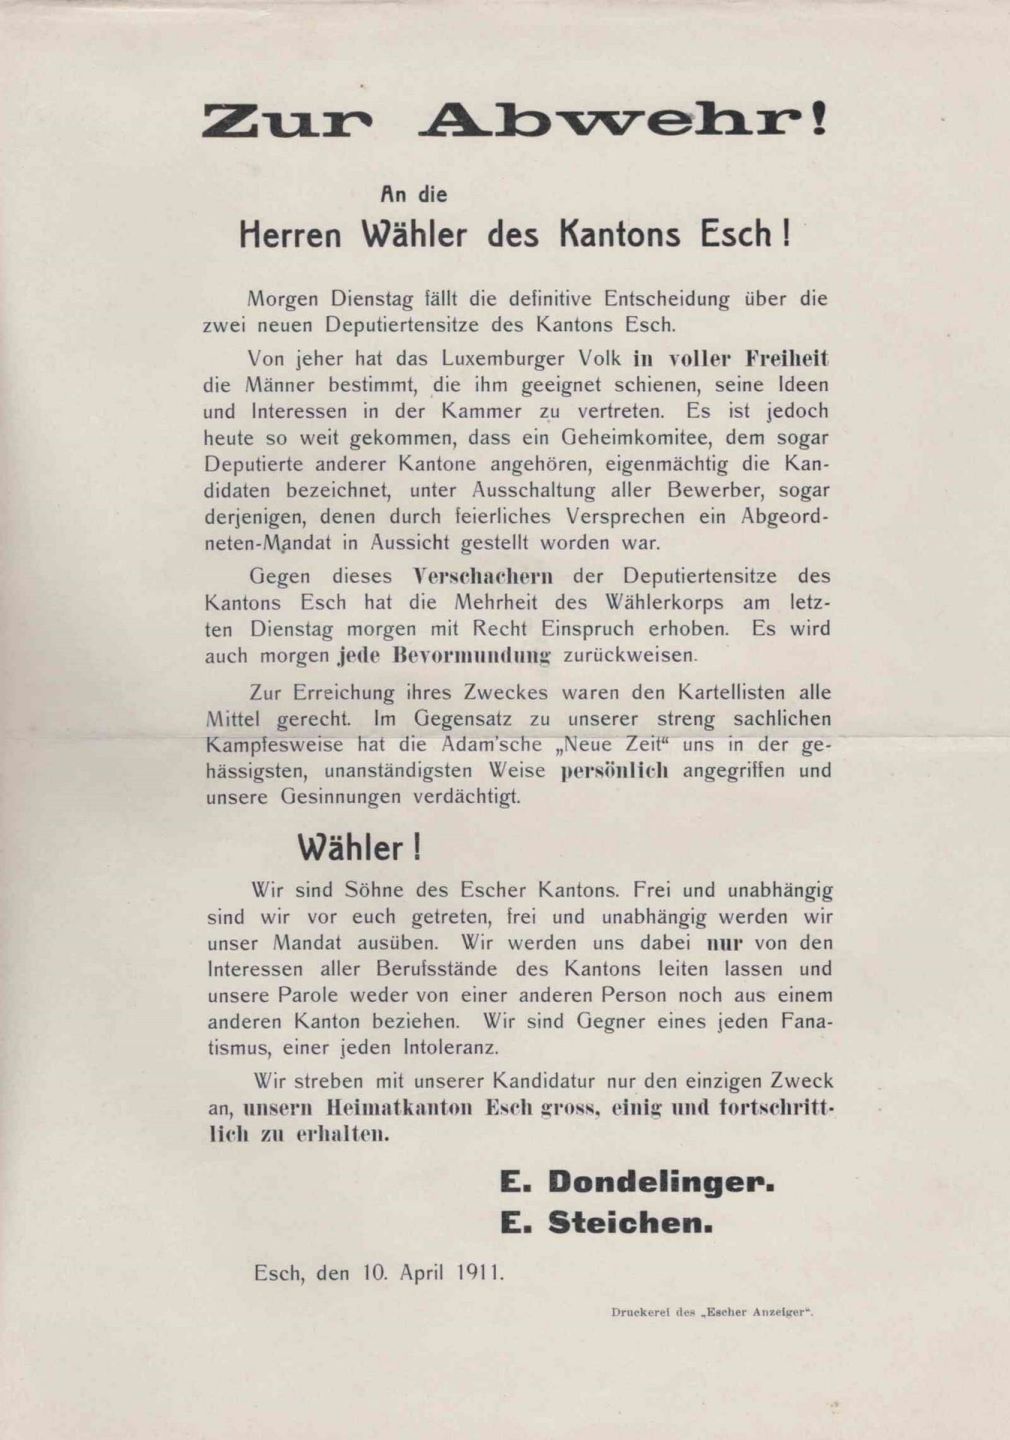 Zur Abwehr!
An die
Herren Wähler des Kantons Esch!
Morgen Dienstag fällt die definitive Entscheidung über die
zwei neuen Deputiertensitze des Kantons Esch.
Von jeher hat das Luxemburger Volk in voller Freiheit
die Männer bestimmt, die ihm geeignet schienen, seine Ideen
und Interessen in der Kammer zu vertreten. Es ist jedoch
heute so weit gekommen, dass ein Geheimkomitee, dem sogar
Deputierte anderer Kantone angehören, eigenmächtig die Kan-
didaten bezeichnet, unter Ausschaltung aller Bewerber, sogar
derjenigen, denen durch feierliches Versprechen ein Abgeord-
neten-Mandat in Aussicht gestellt worden war.
Gegen dieses Verschachern der Deputiertensitze des
Kantons Esch hat die Mehrheit des Wählerkorps am letz-
ten Dienstag morgen mit Recht Einspruch erhoben. Es wird
auch morgen jede Bevormundung zurückweisen.
Zur Erreichung ihres Zweckes waren den Kartellisten alle
Mittel gerecht. Im Gegensatz zu unserer streng sachlichen
Kampfesweise hat die Adam'sche „Neue Zeit“ uns in der ge-
hässigsten, unanständigsten Weise persönlich angegriffen und
unsere Gesinnungen verdächtigt.
Wähler!
Wir sind Söhne des Escher Kantons. Frei und unabhängig
sind wir vor euch getreten, frei und unabhängig werden wir
unser Mandat ausüben. Wir werden uns dabei nur von den
Interessen aller Berufsstände des Kantons leiten lassen und
unsere Parole weder von einer anderen Person noch aus einem
anderen Kanton beziehen. Wir sind Gegner eines jeden Fana-
tismus, einer jeden Intoleranz.
Wir streben mit unserer Kandidatur nur den einzigen Zweck
an, unsern Heimatkanton Esch gross, einig und fortschritt-
lich zu erhalten.
E. Dondelinger.
E. Steichen.
Esch, den 10. April 1911.
Druckerei des „Escher Anzeiger“.